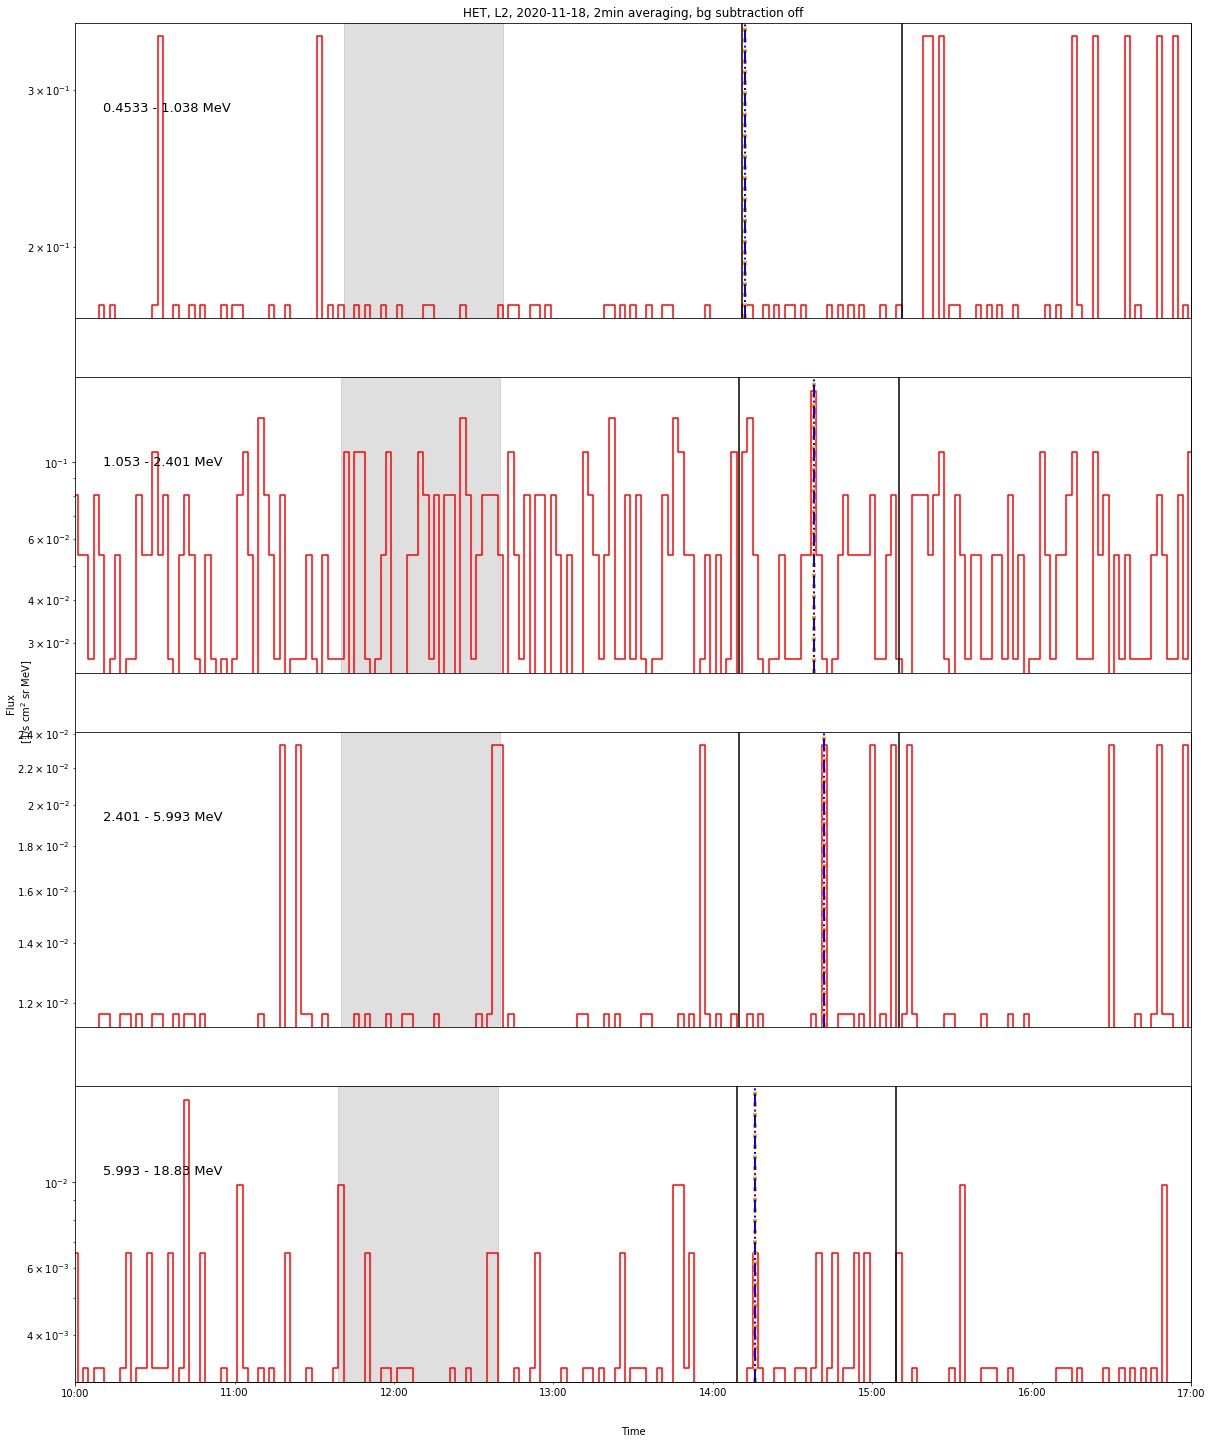 HET, L2, 2020-11-18, 2min averaging, bg subtraction off
3 × 10⁻¹
0.4533 - 1.038 MeV
2 × 10⁻¹
10⁻¹
1.053 - 2.401 MeV
6 × 10⁻²
4 × 10⁻²
3 × 10⁻²
Flux
[1/s cm² sr MeV]
2.4 × 10⁻²
2.2 × 10⁻²
2 × 10⁻²
2.401 - 5.993 MeV
1.8 × 10⁻²
1.6 × 10⁻²
1.4 × 10⁻²
1.2 × 10⁻²
5.993 - 18.83 MeV
10⁻²
6 × 10⁻³
4 × 10⁻³
10:00 11:00 12:00 13:00 14:00 15:00 16:00 17:00
Time